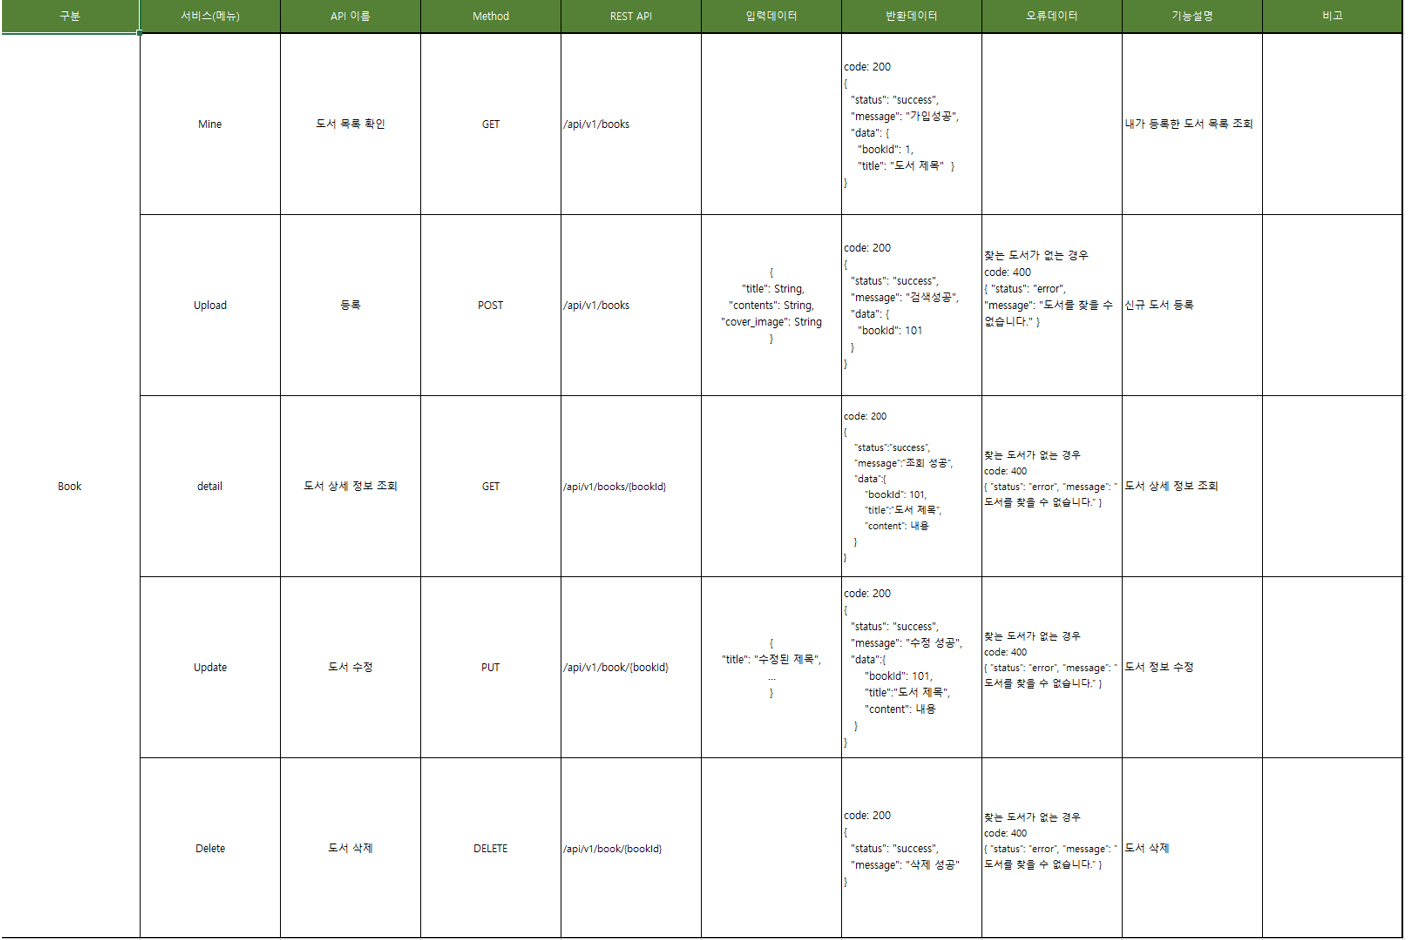 구분 서비스(메뉴) API 이름 Method REST API 입력데이터 반환데이터 오류데이터 기능설명 비고
Book
Mine
도서 목록 확인
GET
/api/v1/books
code: 200
{
"status": "success",
"message": "가입성공",
"data": {
"bookId": 1,
"title": "도서 제목" }
}
내가 등록한 도서 목록 조회
Upload
등록
POST
/api/v1/books
{
"title": String,
"contents": String,
"cover_image": String
}
code: 200
{
"status": "success",
"message": "검색성공",
"data": {
"bookId": 101
}
}
찾는 도서가 없는 경우
code: 400
{ "status": "error",
"message": "도서를 찾을 수
없습니다." }
신규 도서 등록
detail
도서 상세 정보 조회
GET
/api/v1/books/{bookId}
code: 200
{
"status":"success",
"message":"조회 성공",
"data":{
"bookId": 101,
"title":"도서 제목",
"content": 내용
}
}
찾는 도서가 없는 경우
code: 400
{ "status": "error", "message": "
도서를 찾을 수 없습니다." }
도서 상세 정보 조회
Update
도서 수정
PUT
/api/v1/book/{bookId}
{
"title": "수정된 제목",
...
}
code: 200
{
"status": "success",
"message": "수정 성공",
"data":{
"bookId": 101,
"title":"도서 제목",
"content": 내용
}
}
찾는 도서가 없는 경우
code: 400
{ "status": "error", "message": "
도서를 찾을 수 없습니다." }
도서 정보 수정
Delete
도서 삭제
DELETE
/api/v1/book/{bookId}
code: 200
{
"status": "success",
"message": "삭제 성공"
}
찾는 도서가 없는 경우
code: 400
{ "status": "error", "message": "
도서를 찾을 수 없습니다." }
도서 삭제